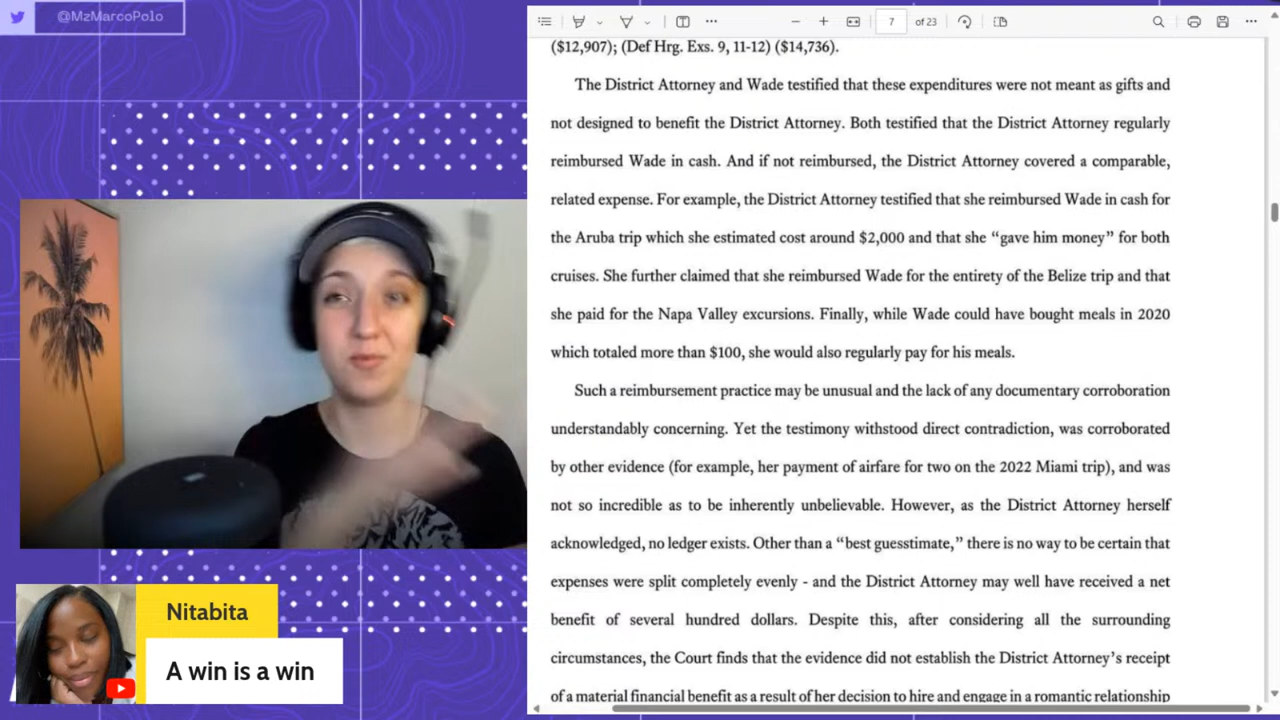 @MzMarcoPolo
7
of 23
($12,907); (Def Hrg. Exs. 9, 11-12) ($14,736).
The District Attorney and Wade testified that these expenditures were not meant as gifts and
not designed to benefit the District Attorney. Both testified that the District Attorney regularly
reimbursed Wade in cash. And if not reimbursed, the District Attorney covered a comparable,
related expense. For example, the District Attorney testified that she reimbursed Wade in cash for
the Aruba trip which she estimated cost around $2,000 and that she “gave him money” for both
cruises. She further claimed that she reimbursed Wade for the entirety of the Belize trip and that
she paid for the Napa Valley excursions. Finally, while Wade could have bought meals in 2020
which totaled more than $100, she would also regularly pay for his meals.
Such a reimbursement practice may be unusual and the lack of any documentary corroboration
understandably concerning. Yet the testimony withstood direct contradiction, was corroborated
by other evidence (for example, her payment of airfare for two on the 2022 Miami trip), and was
not so incredible as to be inherently unbelievable. However, as the District Attorney herself
acknowledged, no ledger exists. Other than a “best guesstimate,” there is no way to be certain that
expenses were split completely evenly - and the District Attorney may well have received a net
benefit of several hundred dollars. Despite this, after considering all the surrounding
circumstances, the Court finds that the evidence did not establish the District Attorney’s receipt
of a material financial benefit as a result of her decision to hire and engage in a romantic relationship
Nitabita
A win is a win